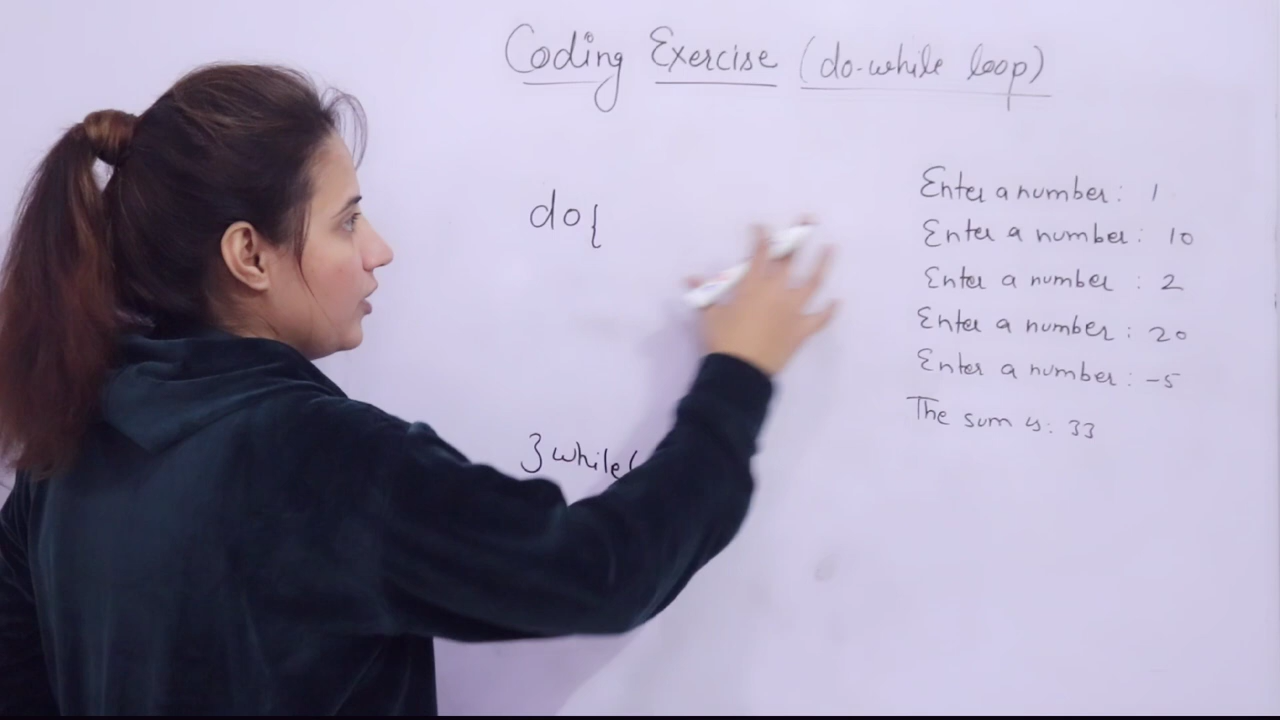 Coding Exercise (do-while loop)
do{
}while(
Enter a number: 1
Enter a number: 10
Enter a number : 2
Enter a number : 20
Enter a number : -5
The sum is: 33